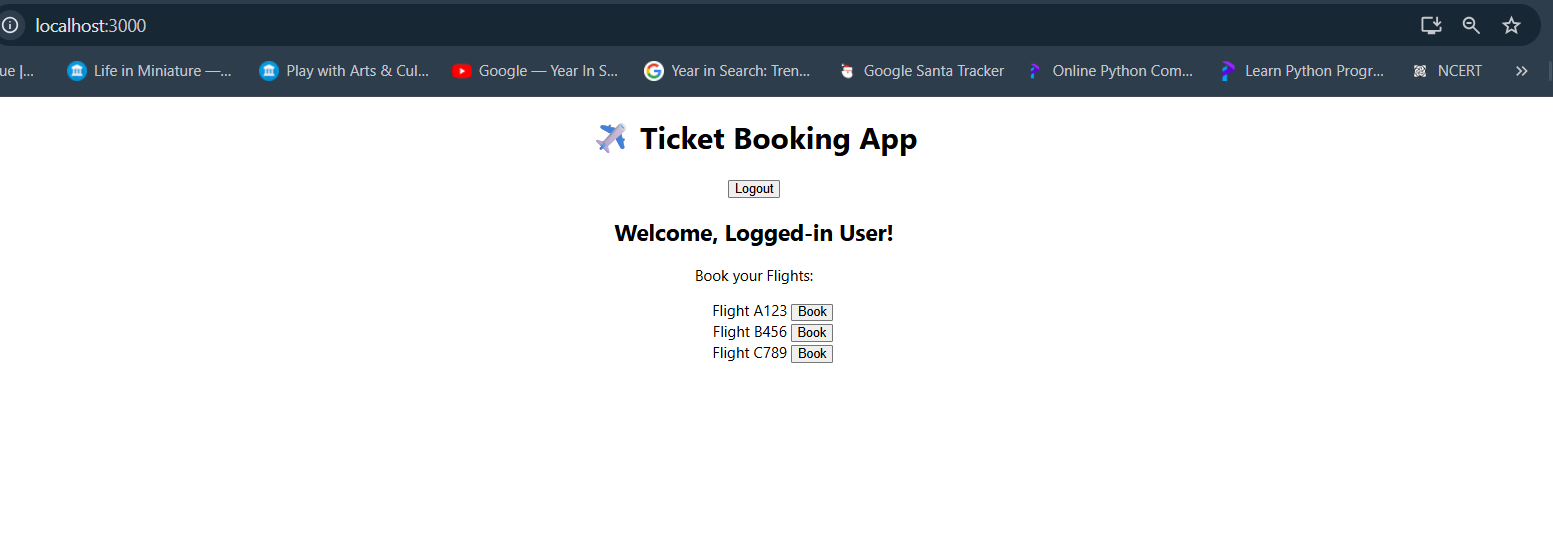 localhost:3000
ue |... Life in Miniature —... Play with Arts & Cul... Google — Year In S... Year in Search: Tren... Google Santa Tracker Online Python Com... Learn Python Progr... NCERT »
Ticket Booking App
Logout
Welcome, Logged-in User!
Book your Flights:
Flight A123 Book
Flight B456 Book
Flight C789 Book